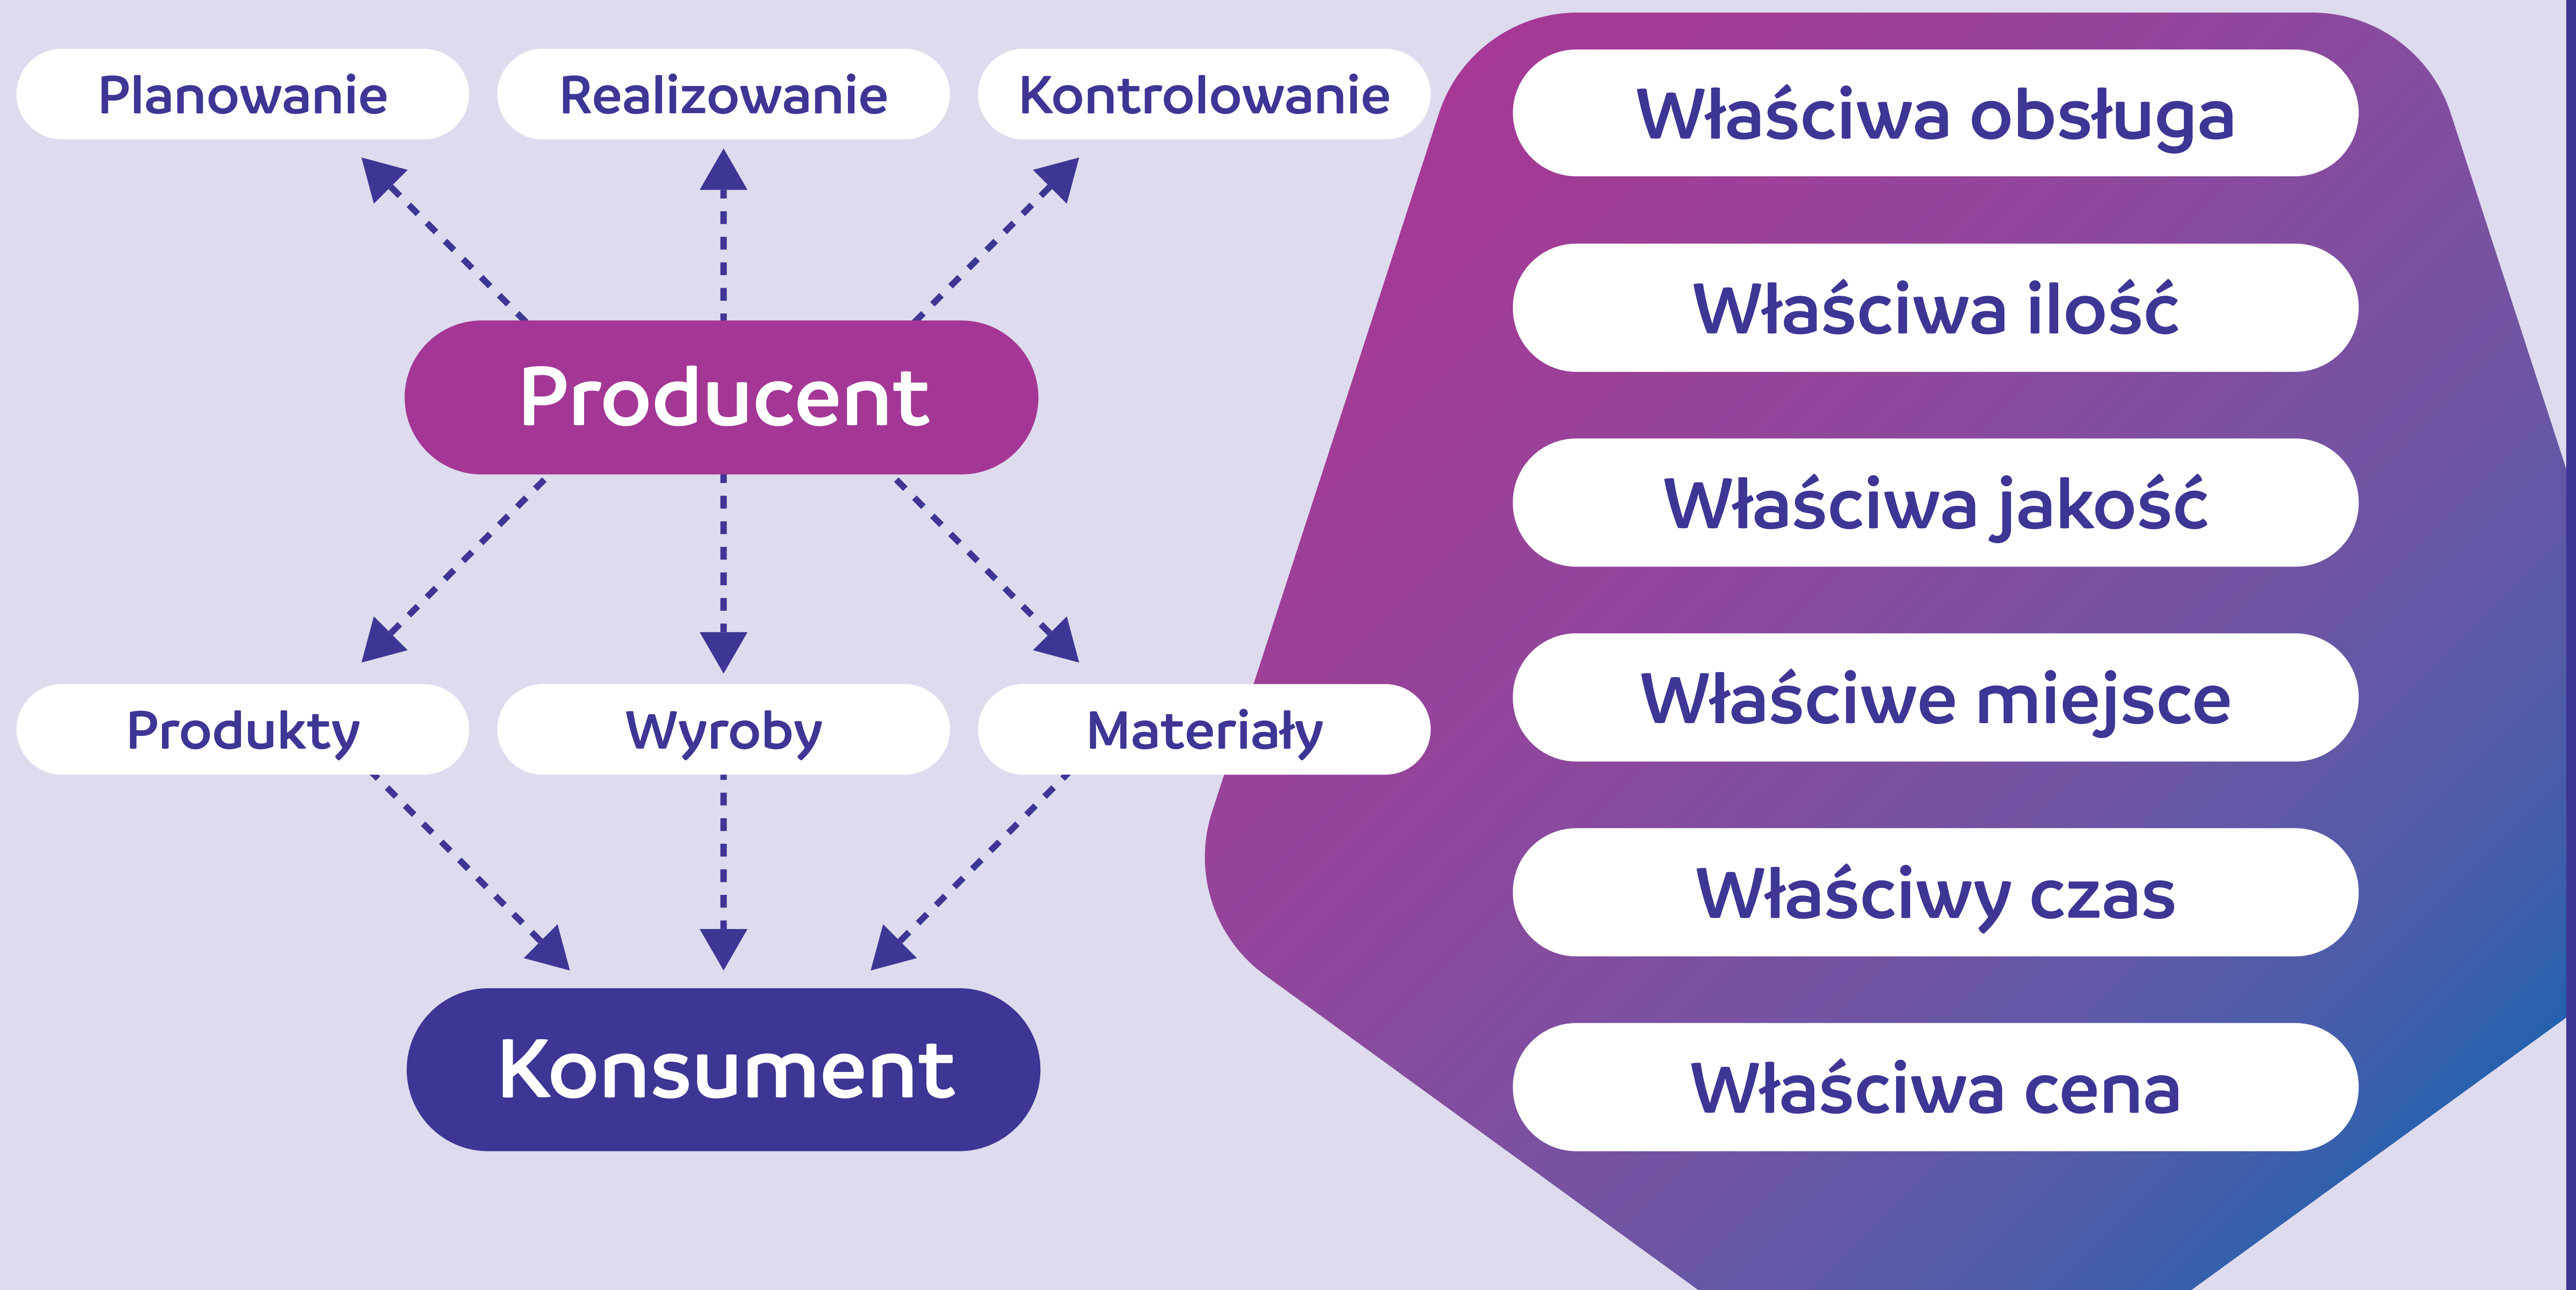 Planowanie
Realizowanie
Kontrolowanie
Producent
Produkty
Wyroby
Materiały
Konsument
Właściwa obsługa
Właściwa ilość
Właściwa jakość
Właściwe miejsce
Właściwy czas
Właściwa cena